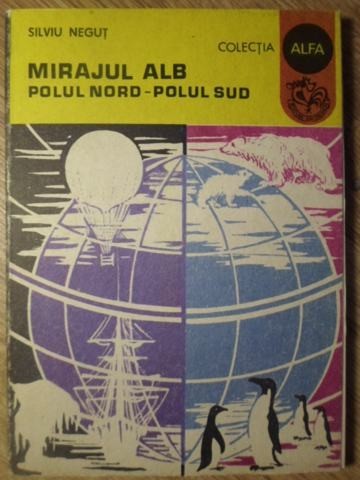 SILVIU NEGUȚ
COLECȚIA ALFA
MIRAJUL ALB
POLUL NORD-POLUL SUD